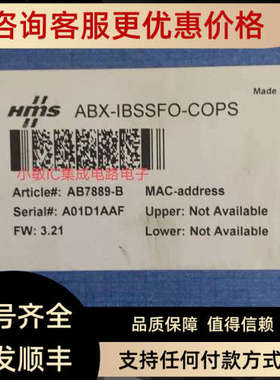 咨询客服更优惠价格
Made
HMS
ABX-IBSSFO-COPS
小敏IC集成电路电子
Article#: AB7889-B
MAC-address
Serial#: A01D1AAF
Upper: Not Available
FW: 3.21
Lower: Not Available
号齐全
品质保障 值得信赖
发顺丰
支持任何付款方式